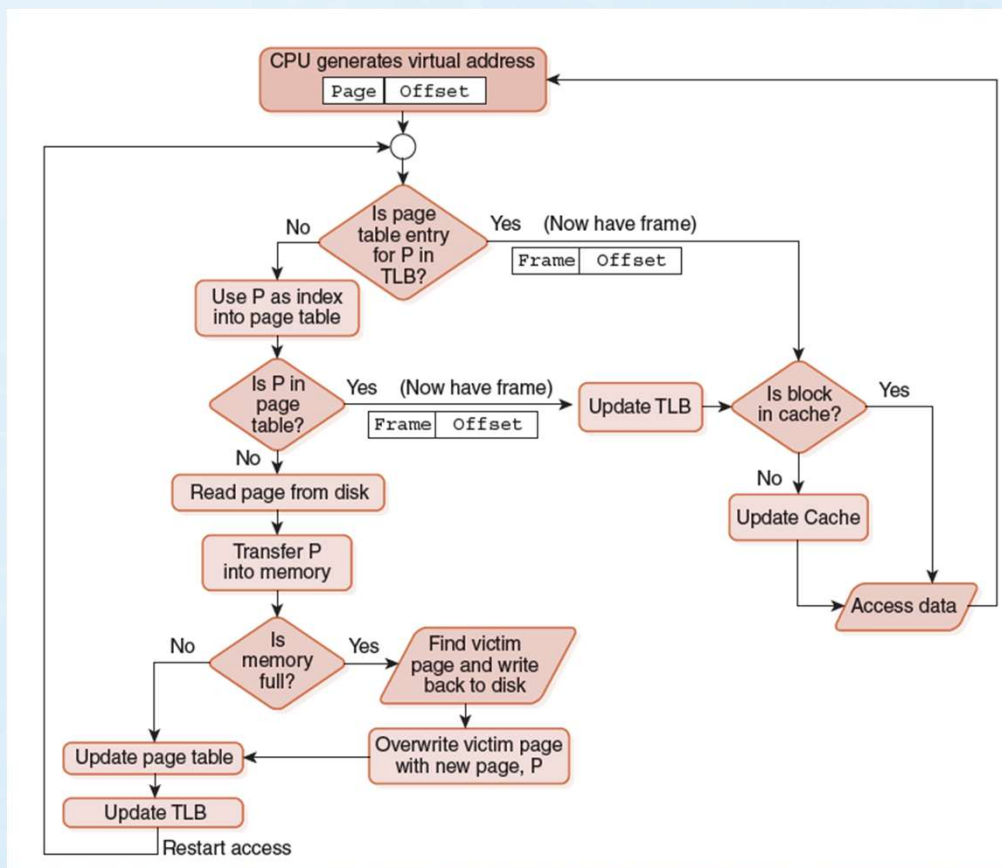 CPU generates virtual address
Page Offset
Is page
table entry
for P in
TLB?
No
Yes (Now have frame)
Frame Offset
Use P as index
into page table
Is P in
page
table?
Yes (Now have frame)
Frame Offset
Update TLB
Is block
in cache?
Yes
No
Read page from disk
No
Update Cache
Transfer P
into memory
Access data
Is
memory
full?
No
Yes
Find victim
page and write
back to disk
Update page table
Overwrite victim page
with new page, P
Update TLB
Restart access